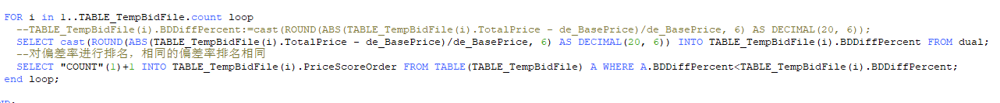 FOR i in 1..TABLE_TempBidFile.count loop
--TABLE_TempBidFile(i).BDDiffPercent:=cast(ROUND(ABS(TABLE_TempBidFile(i).TotalPrice - de_BasePrice)/de_BasePrice, 6) AS DECIMAL(20, 6));
SELECT cast(ROUND(ABS(TABLE_TempBidFile(i).TotalPrice - de_BasePrice)/de_BasePrice, 6) AS DECIMAL(20, 6)) INTO TABLE_TempBidFile(i).BDDiffPercent FROM dual;
--对偏差率进行排名，相同的偏差率排名相同
SELECT "COUNT"(1)+1 INTO TABLE_TempBidFile(i).PriceScoreOrder FROM TABLE(TABLE_TempBidFile) A WHERE A.BDDiffPercent<TABLE_TempBidFile(i).BDDiffPercent;
end loop;